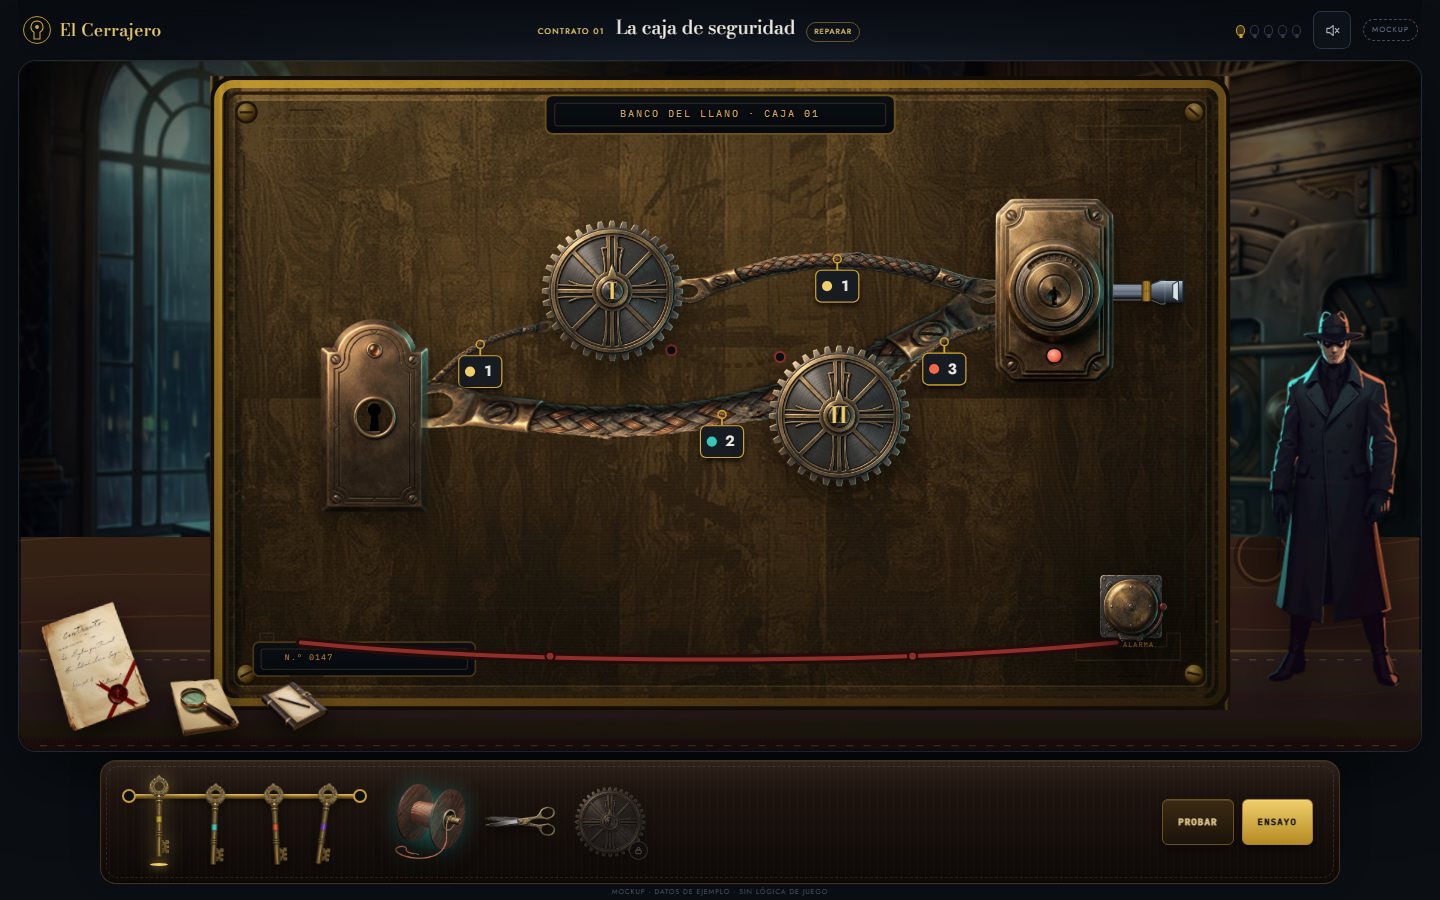 El Cerrajero
CONTRATO 01 La caja de seguridad REPARAR
MOCKUP
BANCO DEL LLANO · CAJA 01
I
1
1
3
II
2
ALARMA
N.º 0147
Contrato
PROBAR
ENSAYO
MOCKUP · DATOS DE EJEMPLO · SIN LÓGICA DE JUEGO